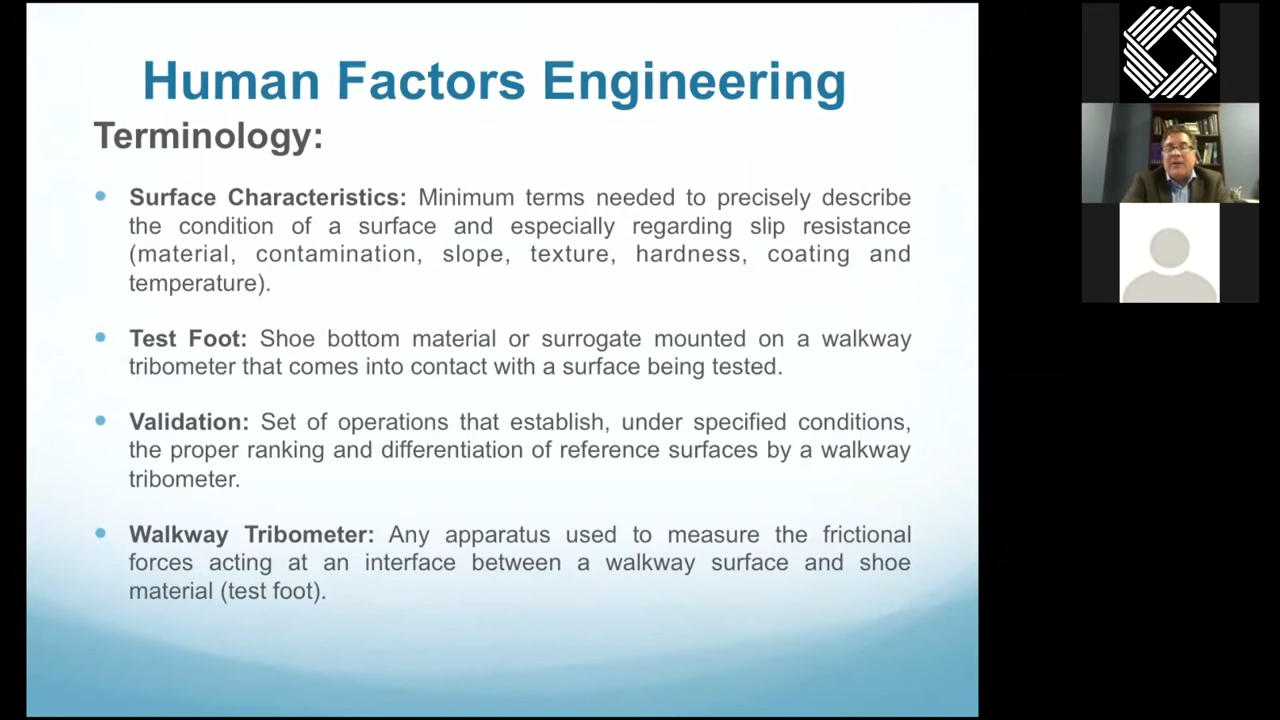 Human Factors Engineering
Terminology:
Surface Characteristics: Minimum terms needed to precisely describe
the condition of a surface and especially regarding slip resistance
(material, contamination, slope, texture, hardness, coating and
temperature).
Test Foot: Shoe bottom material or surrogate mounted on a walkway
tribometer that comes into contact with a surface being tested.
Validation: Set of operations that establish, under specified conditions,
the proper ranking and differentiation of reference surfaces by a walkway
tribometer.
Walkway Tribometer: Any apparatus used to measure the frictional
forces acting at an interface between a walkway surface and shoe
material (test foot).